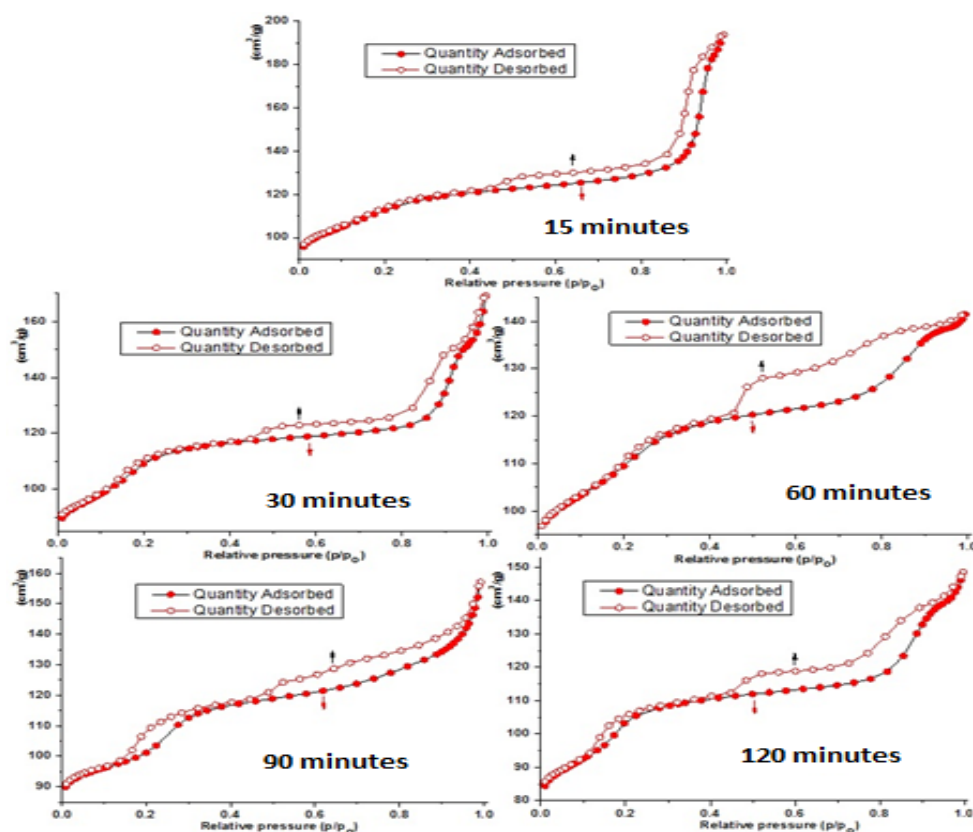 (cm³/g)
200
180
160
140
120
100
Quantity Adsorbed
Quantity Desorbed
15 minutes
0.0 0.2 0.4 0.6 0.8 1.0
Relative pressure (p/p₀)
(cm³/g)
160
140
120
100
Quantity Adsorbed
Quantity Desorbed
30 minutes
0.0 0.2 0.4 0.6 0.8 1.0
Relative pressure (p/p₀)
(cm³/g)
140
130
120
110
100
Quantity Adsorbed
Quantity Desorbed
60 minutes
0.0 0.2 0.4 0.6 0.8 1.0
Relative pressure (p/p₀)
(cm³/g)
160
150
140
130
120
110
100
90
Quantity Adsorbed
Quantity Desorbed
90 minutes
0.0 0.2 0.4 0.6 0.8 1.0
Relative pressure (p/p₀)
(cm³/g)
150
140
130
120
110
100
90
80
Quantity Adsorbed
Quantity Desorbed
120 minutes
0.0 0.2 0.4 0.6 0.8 1.0
Relative pressure (p/p₀)